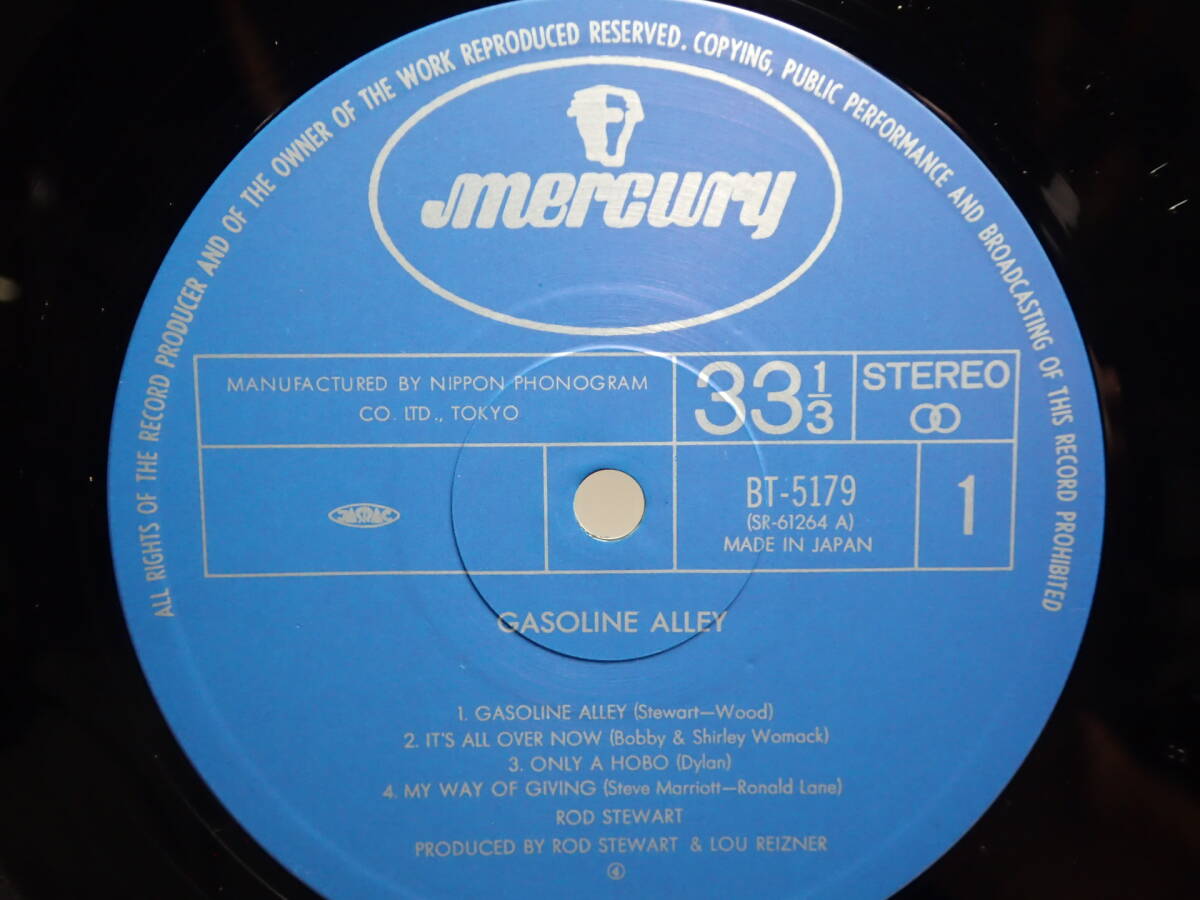 ALL RIGHTS OF THE RECORD PRODUCER AND OF THE OWNER OF THE WORK REPRODUCED RESERVED. COPYING, PUBLIC PERFORMANCE AND BROADCASTING OF THIS RECORD PROHIBITED
mercury
MANUFACTURED BY NIPPON PHONOGRAM
CO. LTD., TOKYO
33 1/3
STEREO
JASRAC
BT-5179
(SR-61264 A)
MADE IN JAPAN
1
GASOLINE ALLEY
1. GASOLINE ALLEY (Stewart—Wood)
2. IT'S ALL OVER NOW (Bobby & Shirley Womack)
3. ONLY A HOBO (Dylan)
4. MY WAY OF GIVING (Steve Marriott—Ronald Lane)
ROD STEWART
PRODUCED BY ROD STEWART & LOU REIZNER
④